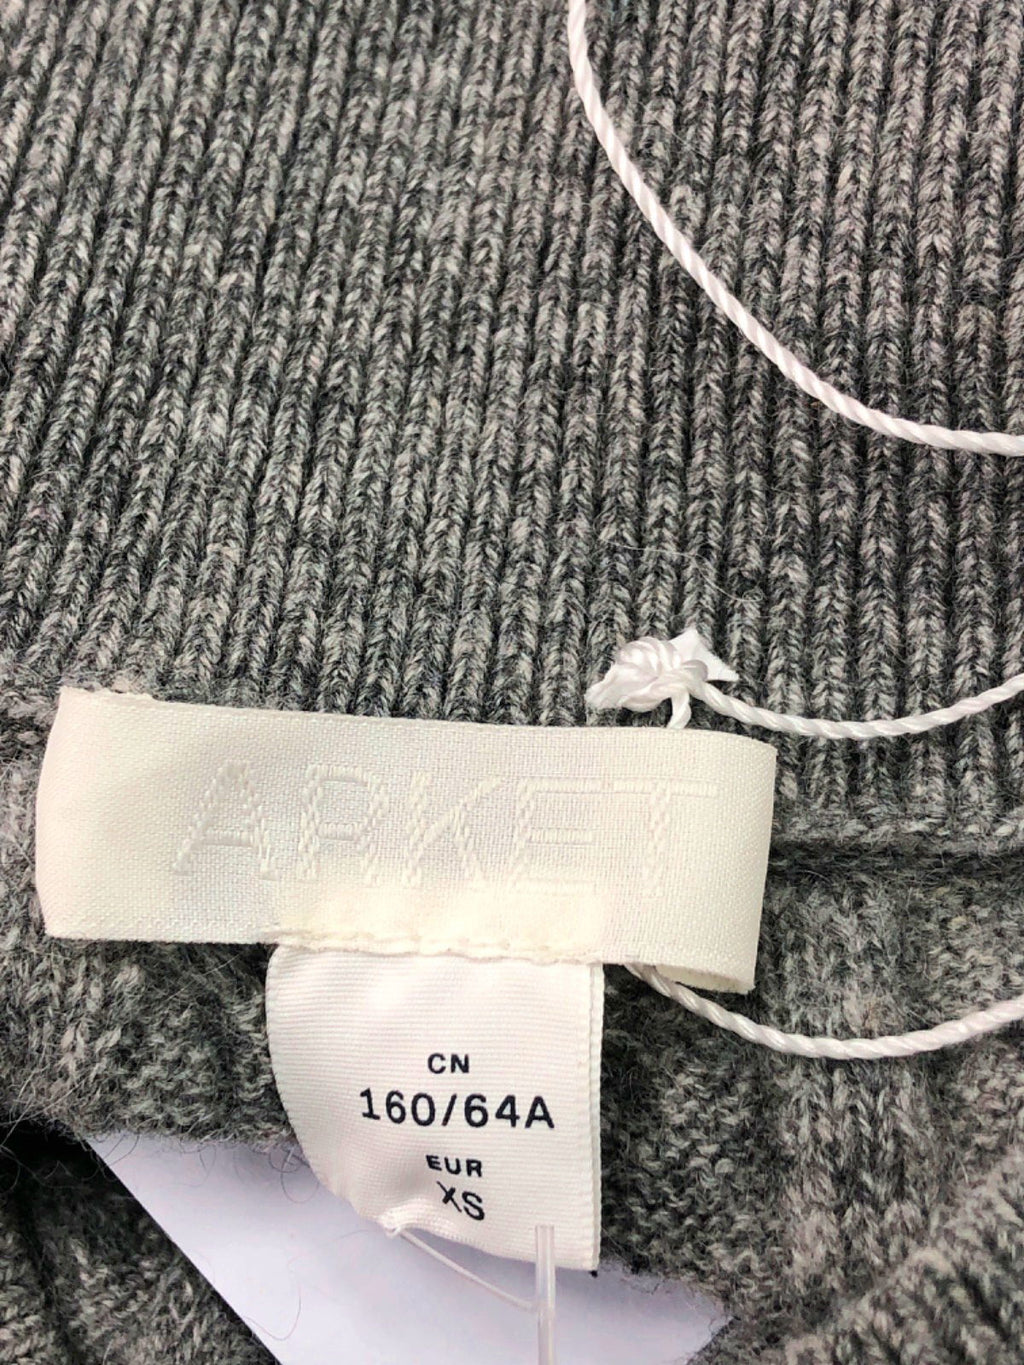 ARKET
CN
160/64A
EUR
XS